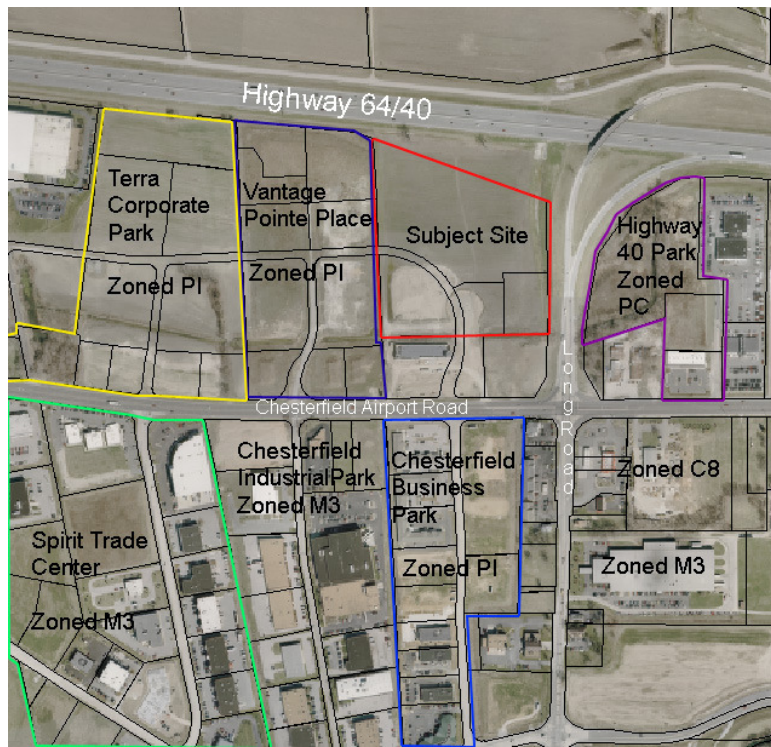 Highway 64/40
Terra
Corporate
Park
Zoned PI
Vantage
Pointe Place
Zoned PI
Subject Site
Highway
40 Park
Zoned
PC
Long Road
Chesterfield Airport Road
Chesterfield
IndustrialPark
Zoned M3
Chesterfield
Business
Park
Zoned PI
Zoned C8
Zoned M3
Spirit Trade
Center
Zoned M3